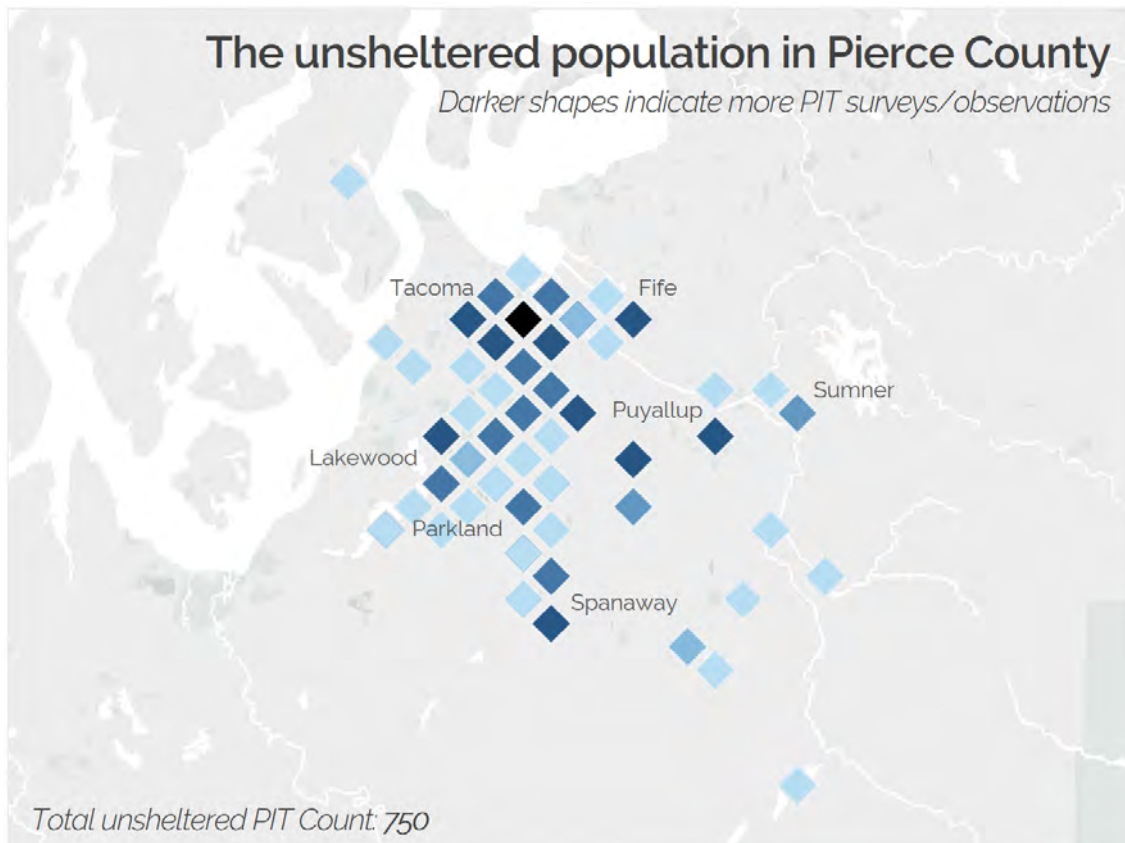 The unsheltered population in Pierce County
Darker shapes indicate more PIT surveys/observations
Tacoma
Fife
Sumner
Puyallup
Lakewood
Parkland
Spanaway
Total unsheltered PIT Count: 750